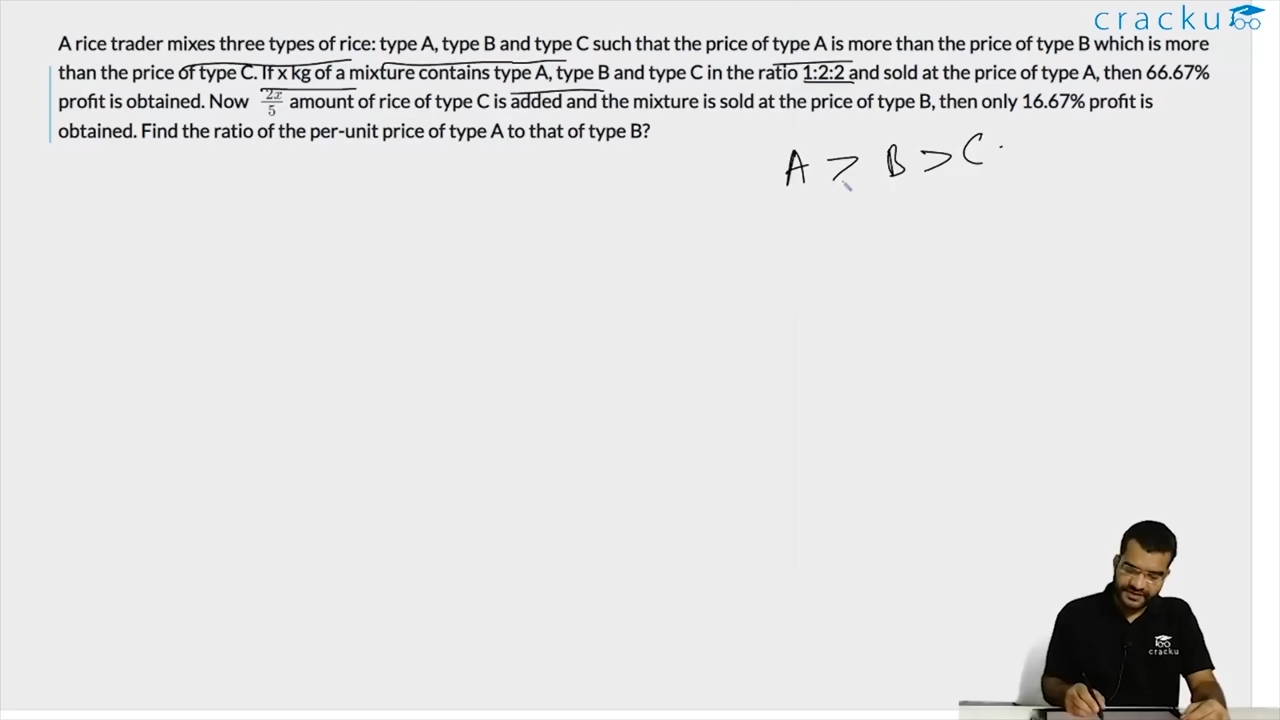 cracku
A rice trader mixes three types of rice: type A, type B and type C such that the price of type A is more than the price of type B which is more
than the price of type C. If x kg of a mixture contains type A, type B and type C in the ratio 1:2:2 and sold at the price of type A, then 66.67%
profit is obtained. Now 2x/5 amount of rice of type C is added and the mixture is sold at the price of type B, then only 16.67% profit is
obtained. Find the ratio of the per-unit price of type A to that of type B?
A > B > C.
cracku